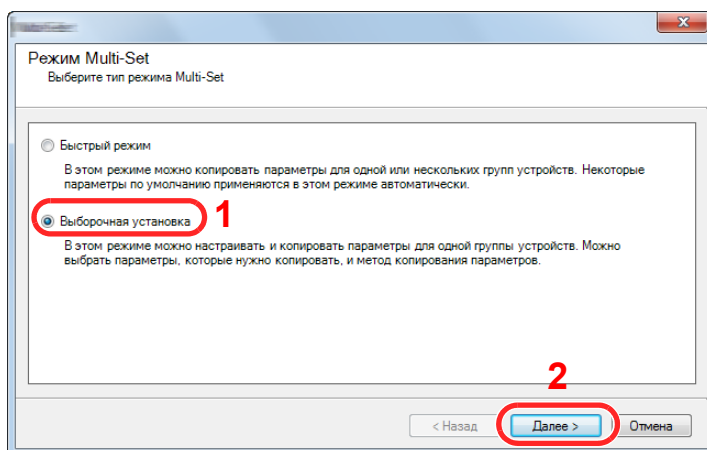 Режим Multi-Set
Выберите тип режима Multi-Set
Быстрый режим
В этом режиме можно копировать параметры для одной или нескольких групп устройств. Некоторые
параметры по умолчанию применяются в этом режиме автоматически.
Выборочная установка 1
В этом режиме можно настраивать и копировать параметры для одной группы устройств. Можно
выбрать параметры, которые нужно копировать, и метод копирования параметров.
2
< Назад Далее > Отмена